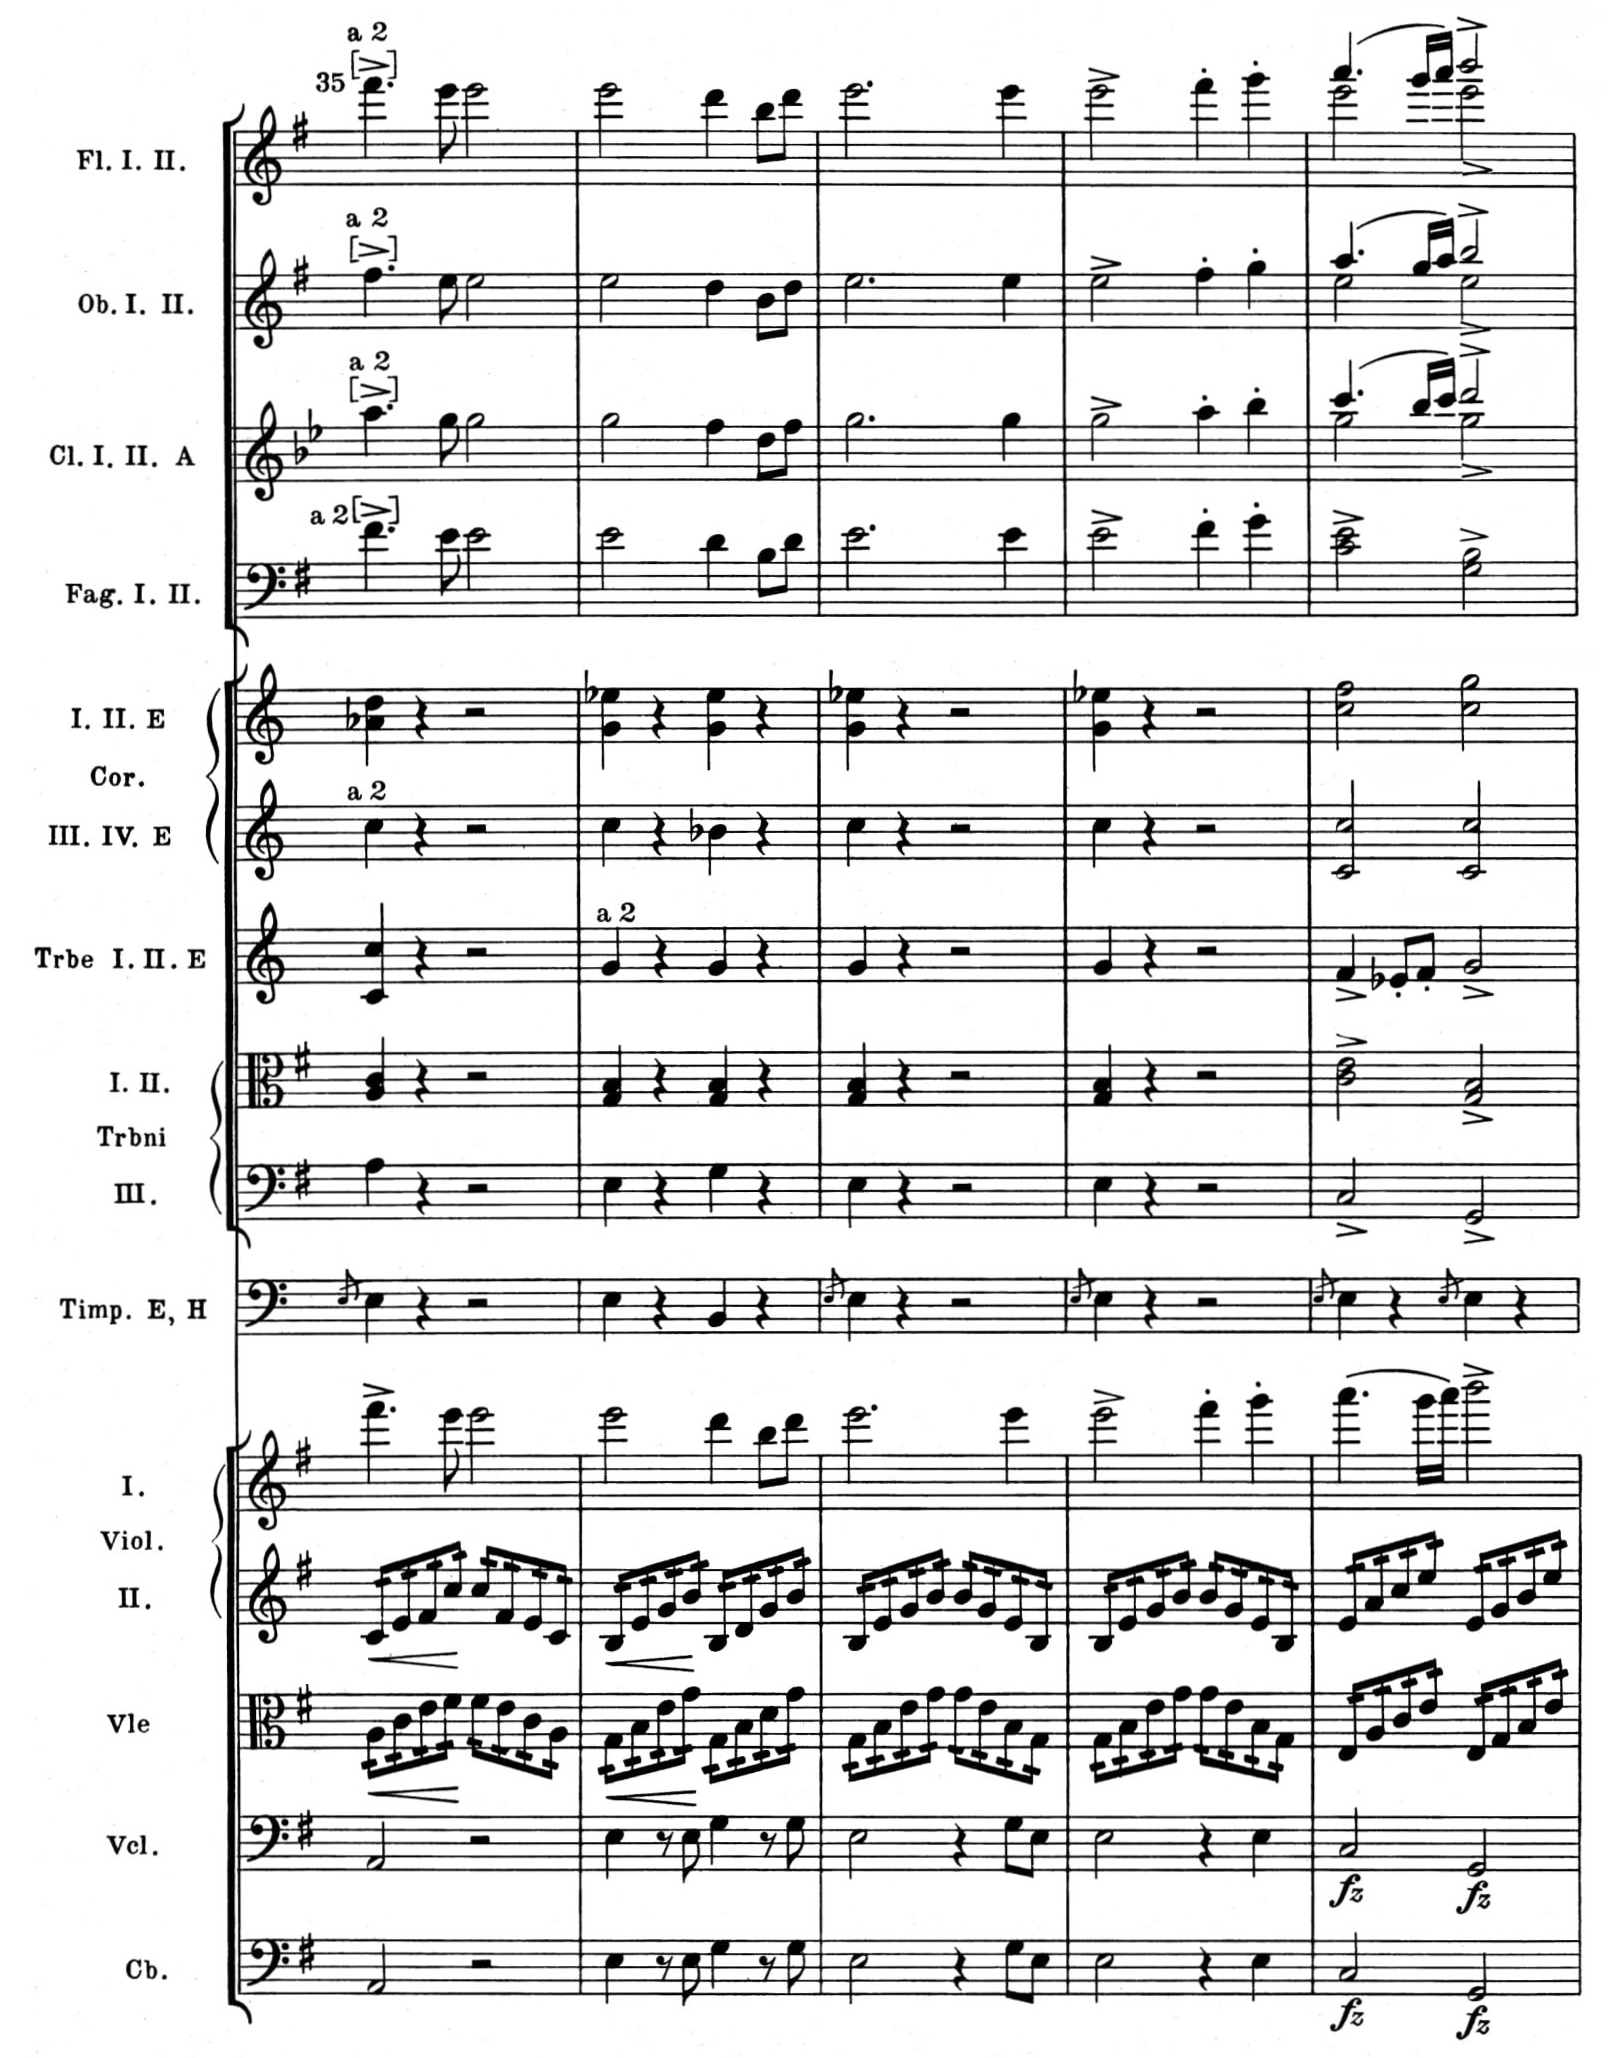 a 2
35
Fl. I. II.
a 2
Ob. I. II.
a 2
Cl. I. II. A
a 2
Fag. I. II.
I. II. E
Cor.
a 2
III. IV. E
a 2
Trbe I. II. E
I. II.
Trbni
III.
Timp. E, H
I.
Viol.
II.
Vle
Vcl.
fz fz
Cb.
fz fz